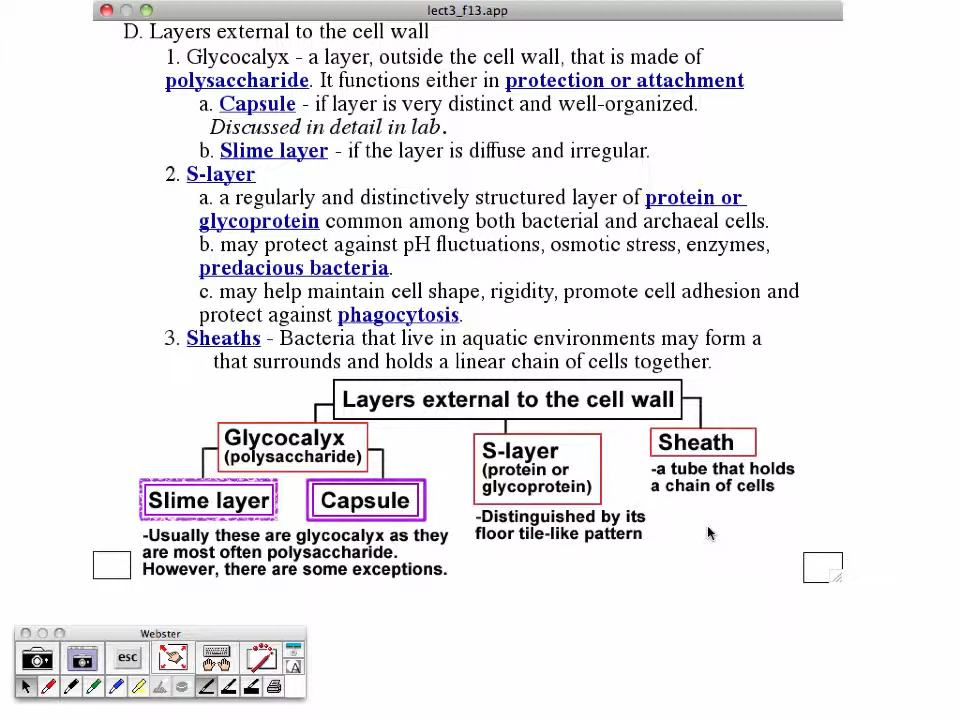 lect3_f13.app
D. Layers external to the cell wall
1. Glycocalyx - a layer, outside the cell wall, that is made of
polysaccharide. It functions either in protection or attachment
a. Capsule - if layer is very distinct and well-organized.
Discussed in detail in lab.
b. Slime layer - if the layer is diffuse and irregular.
2. S-layer
a. a regularly and distinctively structured layer of protein or
glycoprotein common among both bacterial and archaeal cells.
b. may protect against pH fluctuations, osmotic stress, enzymes,
predacious bacteria.
c. may help maintain cell shape, rigidity, promote cell adhesion and
protect against phagocytosis.
3. Sheaths - Bacteria that live in aquatic environments may form a
that surrounds and holds a linear chain of cells together.
Layers external to the cell wall
Glycocalyx
(polysaccharide)
Slime layer
Capsule
-Usually these are glycocalyx as they
are most often polysaccharide.
However, there are some exceptions.
S-layer
(protein or
glycoprotein)
-Distinguished by its
floor tile-like pattern
Sheath
-a tube that holds
a chain of cells
Webster
esc
A